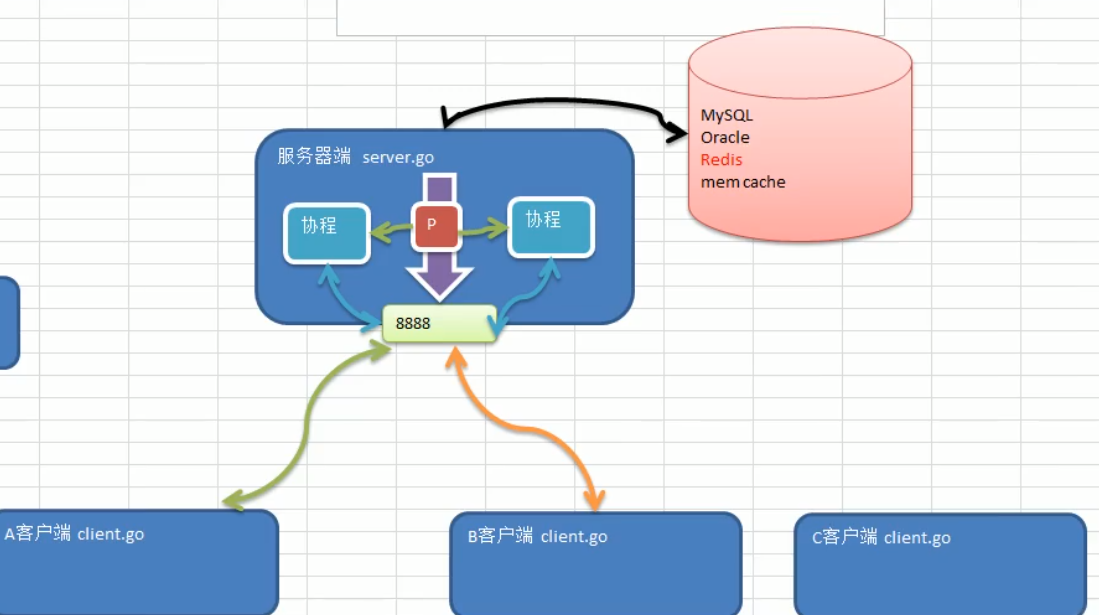 MySQL
Oracle
Redis
mem cache
服务器端 server.go
协程
P
协程
8888
A客户端 client.go
B客户端 client.go
C客户端 client.go